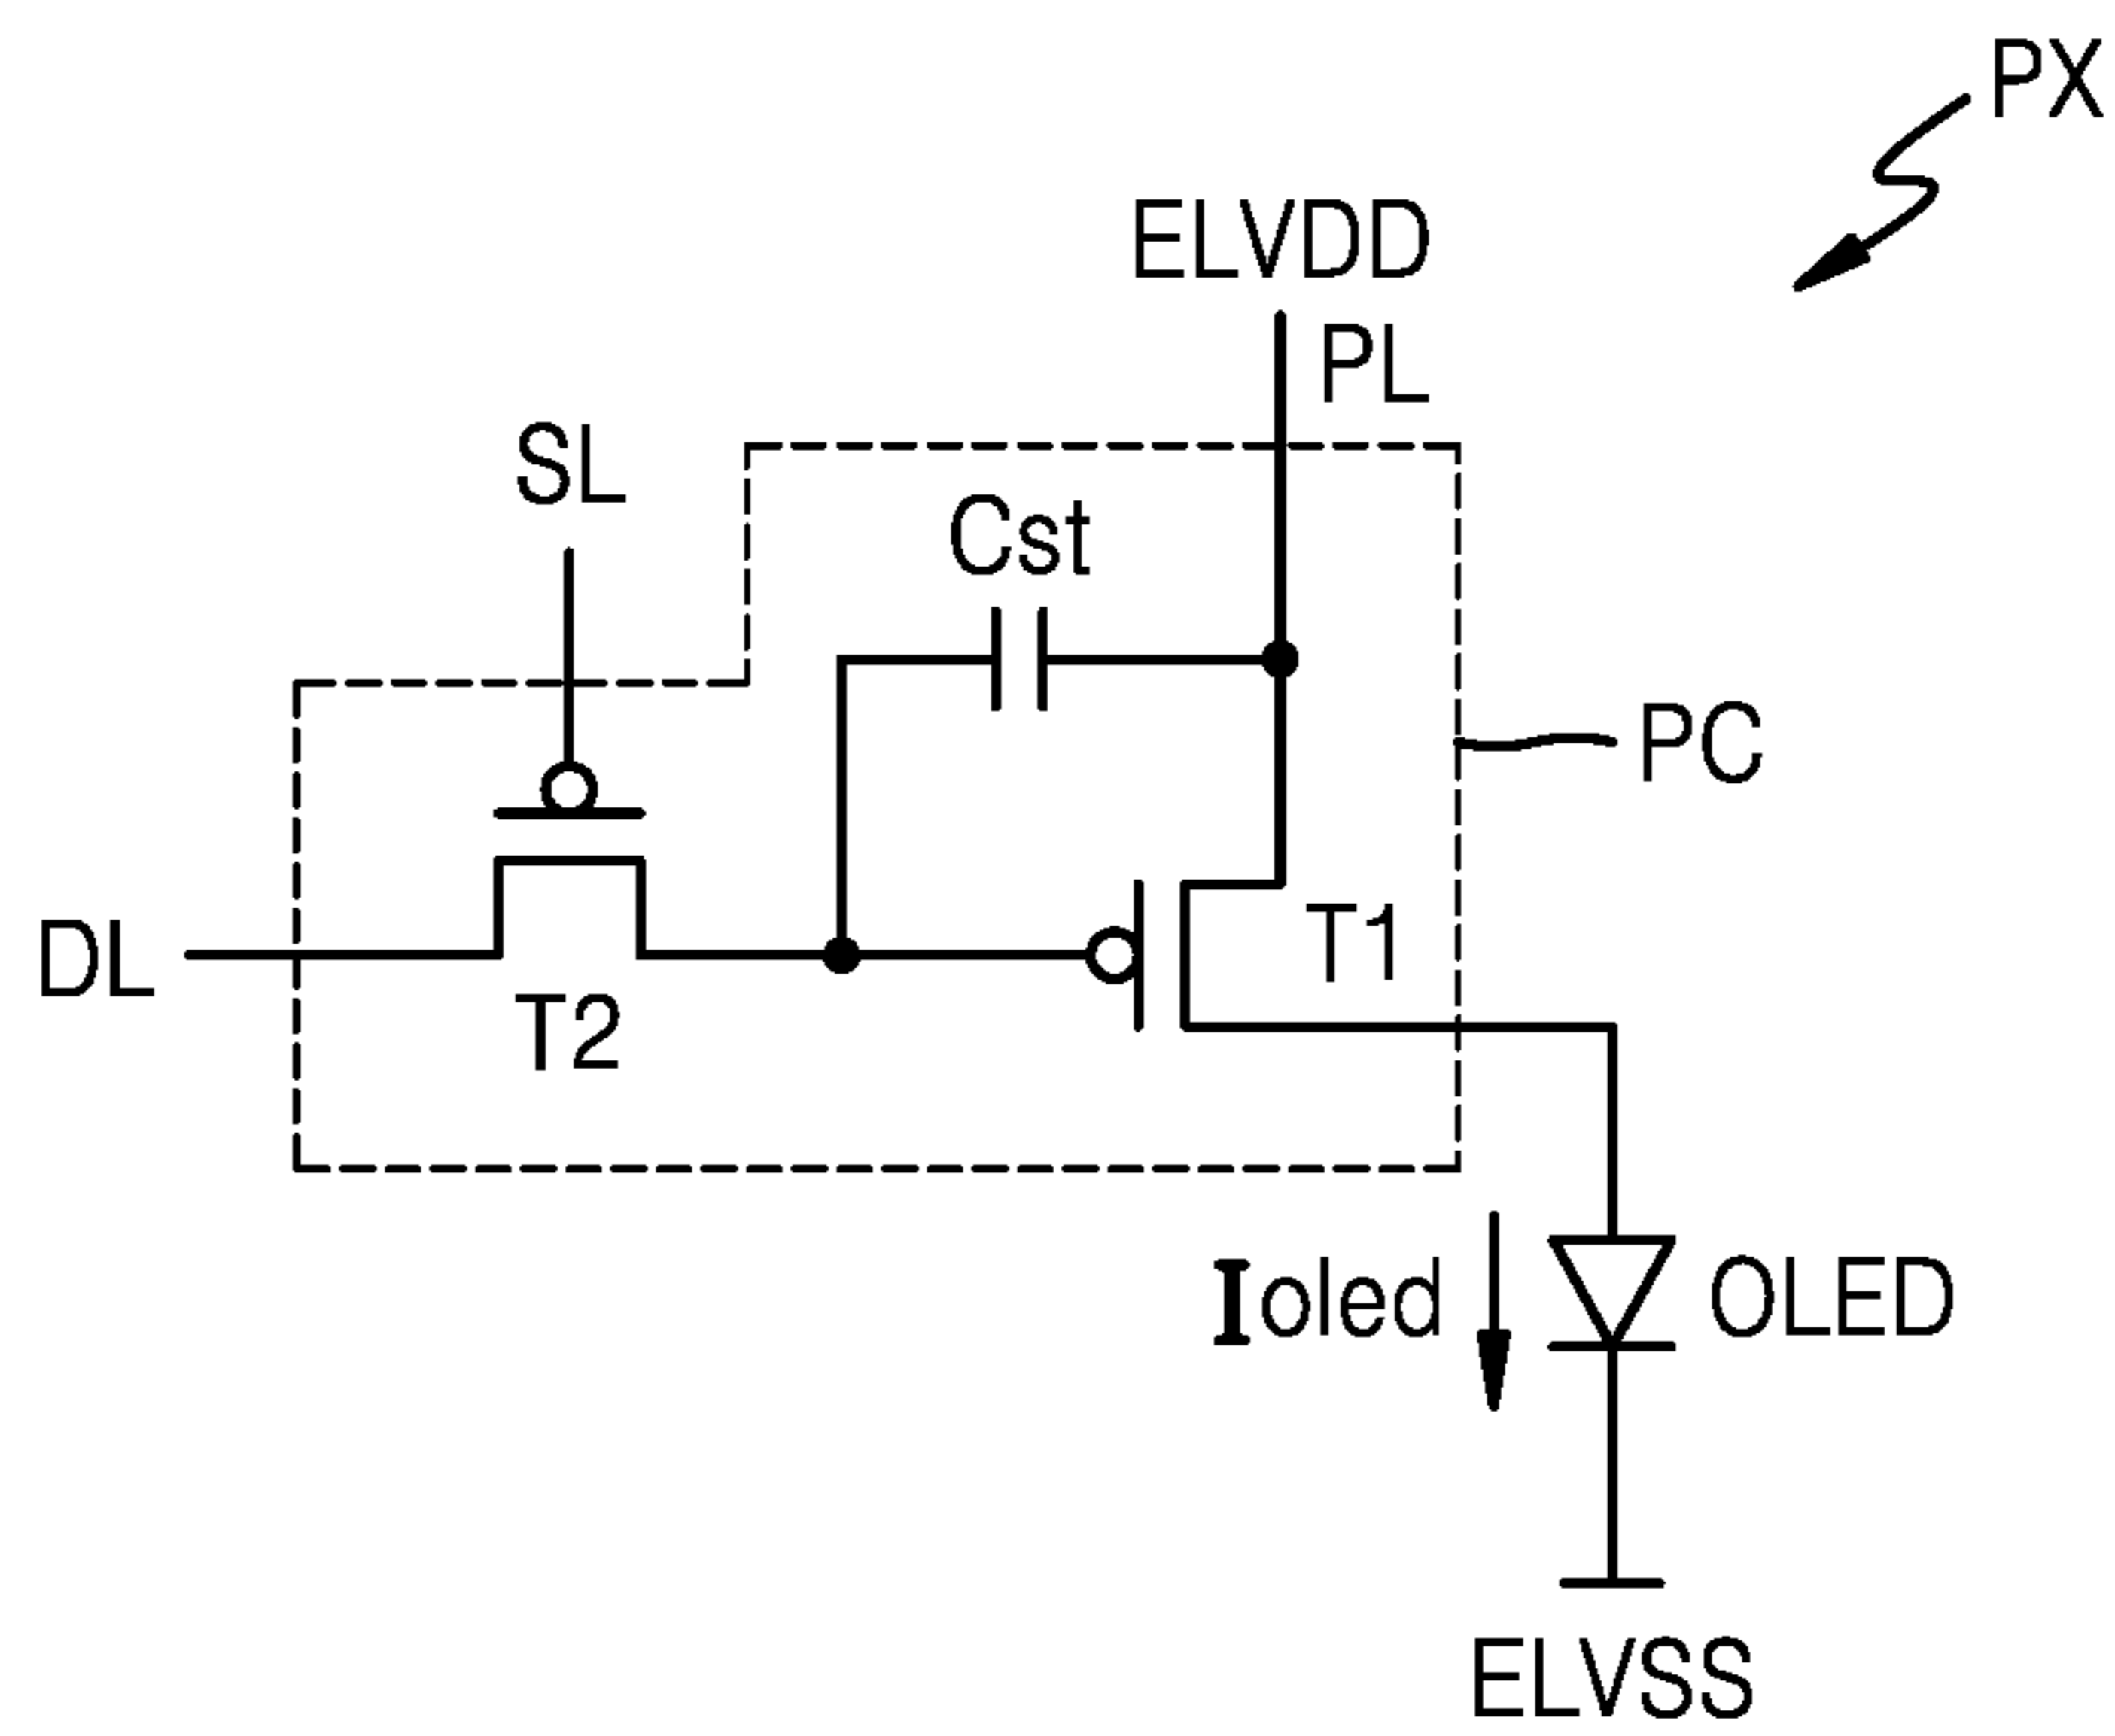 PX
ELVDD
PL
SL
Cst
PC
T1
DL
T2
Ioled
OLED
ELVSS